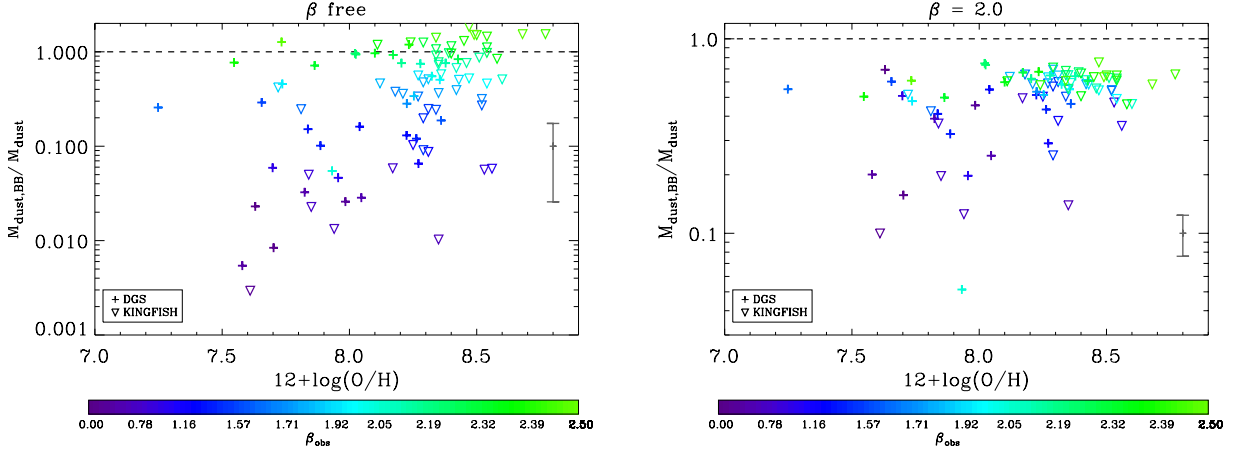 β free
M_dust,BB / M_dust
1.000
0.100
0.010
0.001
DGS
KINGFISH
7.0 7.5 8.0 8.5
12+log(O/H)
0.00 0.78 1.16 1.57 1.71 1.92 2.05 2.19 2.32 2.39
β_obs
β = 2.0
M_dust,BB / M_dust
1.0
0.1
DGS
KINGFISH
7.0 7.5 8.0 8.5
12+log(O/H)
0.00 0.78 1.16 1.57 1.71 1.92 2.05 2.19 2.32 2.39
β_obs